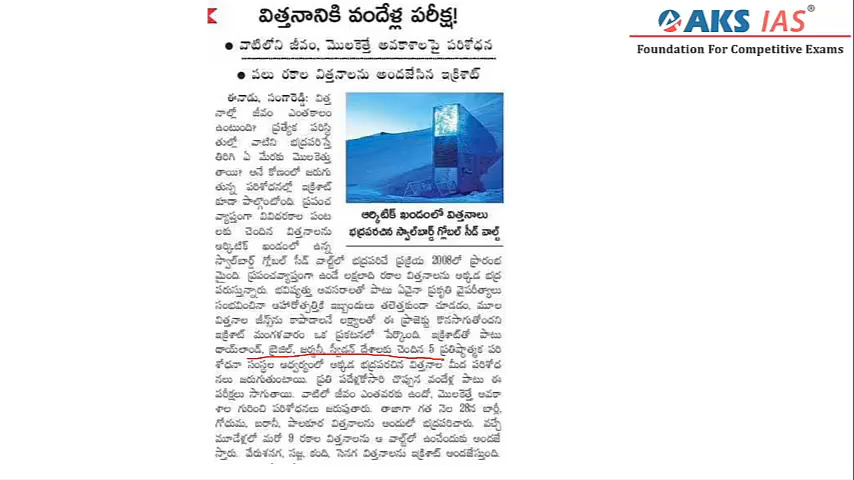 విత్తనానికి వందేళ్ల పరీక్ష!
• వాటిలోని జీవం, మొలకెత్తే అవకాశాలపై పరిశోధన
• పలు రకాల విత్తనాలను అందజేసిన ఇక్రిశాట్
AKS IAS®
Foundation For Competitive Exams
ఈనాడు, సంగారెడ్డి: విత్త
నాల్లో జీవం ఎంతకాలం
ఉంటుంది? ప్రత్యేక పరిస్థి
తుల్లో వాటిని భద్రపరిస్తే
తిరిగి ఏ మేరకు మొలకెత్తు
తాయి? అనే కోణంలో జరుగు
తున్న పరిశోధనల్లో ఇక్రిశాట్
కూడా పాల్గొంటోంది. ప్రపంచ
వ్యాప్తంగా వివిధరకాల పంట
లకు చెందిన విత్తనాలను
ఆర్కిటిక్ ఖండంలో ఉన్న
ఆర్కిటిక్ ఖండంలో విత్తనాలు
భద్రపరచిన స్వాల్‌బార్డ్ గ్లోబల్ సీడ్ వాల్ట్
స్వాల్‌బార్డ్ గ్లోబల్ సీడ్ వాల్ట్‌లో భద్రపరిచే ప్రక్రియ 2008లో ప్రారంభ
మైంది. ప్రపంచవ్యాప్తంగా ఉండే లక్షలాది రకాల విత్తనాలను అక్కడ భద్ర
పరుస్తున్నారు. భవిష్యత్తు అవసరాలతో పాటు ఏవైనా ప్రకృతి వైపరీత్యాలు
సంభవించినా ఆహారోత్పత్తికి ఇబ్బందులు తలెత్తకుండా చూడడం, మూల
విత్తనాల జీన్స్‌ను కాపాడాలనే లక్ష్యాలతో ఈ ప్రాజెక్టు కొనసాగుతోందని
ఇక్రిశాట్ మంగళవారం ఒక ప్రకటనలో పేర్కొంది. ఇక్రిశాట్‌తో పాటు
థాయ్‌లాండ్, బ్రెజిల్, జర్మనీ, స్వీడన్ దేశాలకు చెందిన 5 ప్రతిష్ఠాత్మక పరి
శోధనా సంస్థల ఆధ్వర్యంలో అక్కడ భద్రపరచిన విత్తనాల మీద పరిశోధ
నలు జరుగుతుంటాయి. ప్రతి పదేళ్లకోసారి చొప్పున వందేళ్ల పాటు ఈ
పరీక్షలు సాగుతాయి. వాటిలో జీవం ఎంతవరకు ఉందో, మొలకెత్తే అవకా
శాల గురించి పరిశోధనలు జరుపుతారు. తాజాగా గత నెల 28న బార్లీ,
గోధుమ, బఠానీ, పాలకూర విత్తనాలను అందులో భద్రపరిచారు. వచ్చే
మూడేళ్లలో మరో 9 రకాల విత్తనాలను ఆ వాల్ట్‌లో ఉంచేందుకు అందజే
స్తారు. వేరుశనగ, సజ్జ, కంది, సెనగ విత్తనాలను ఇక్రిశాట్ అందజేస్తుంది.